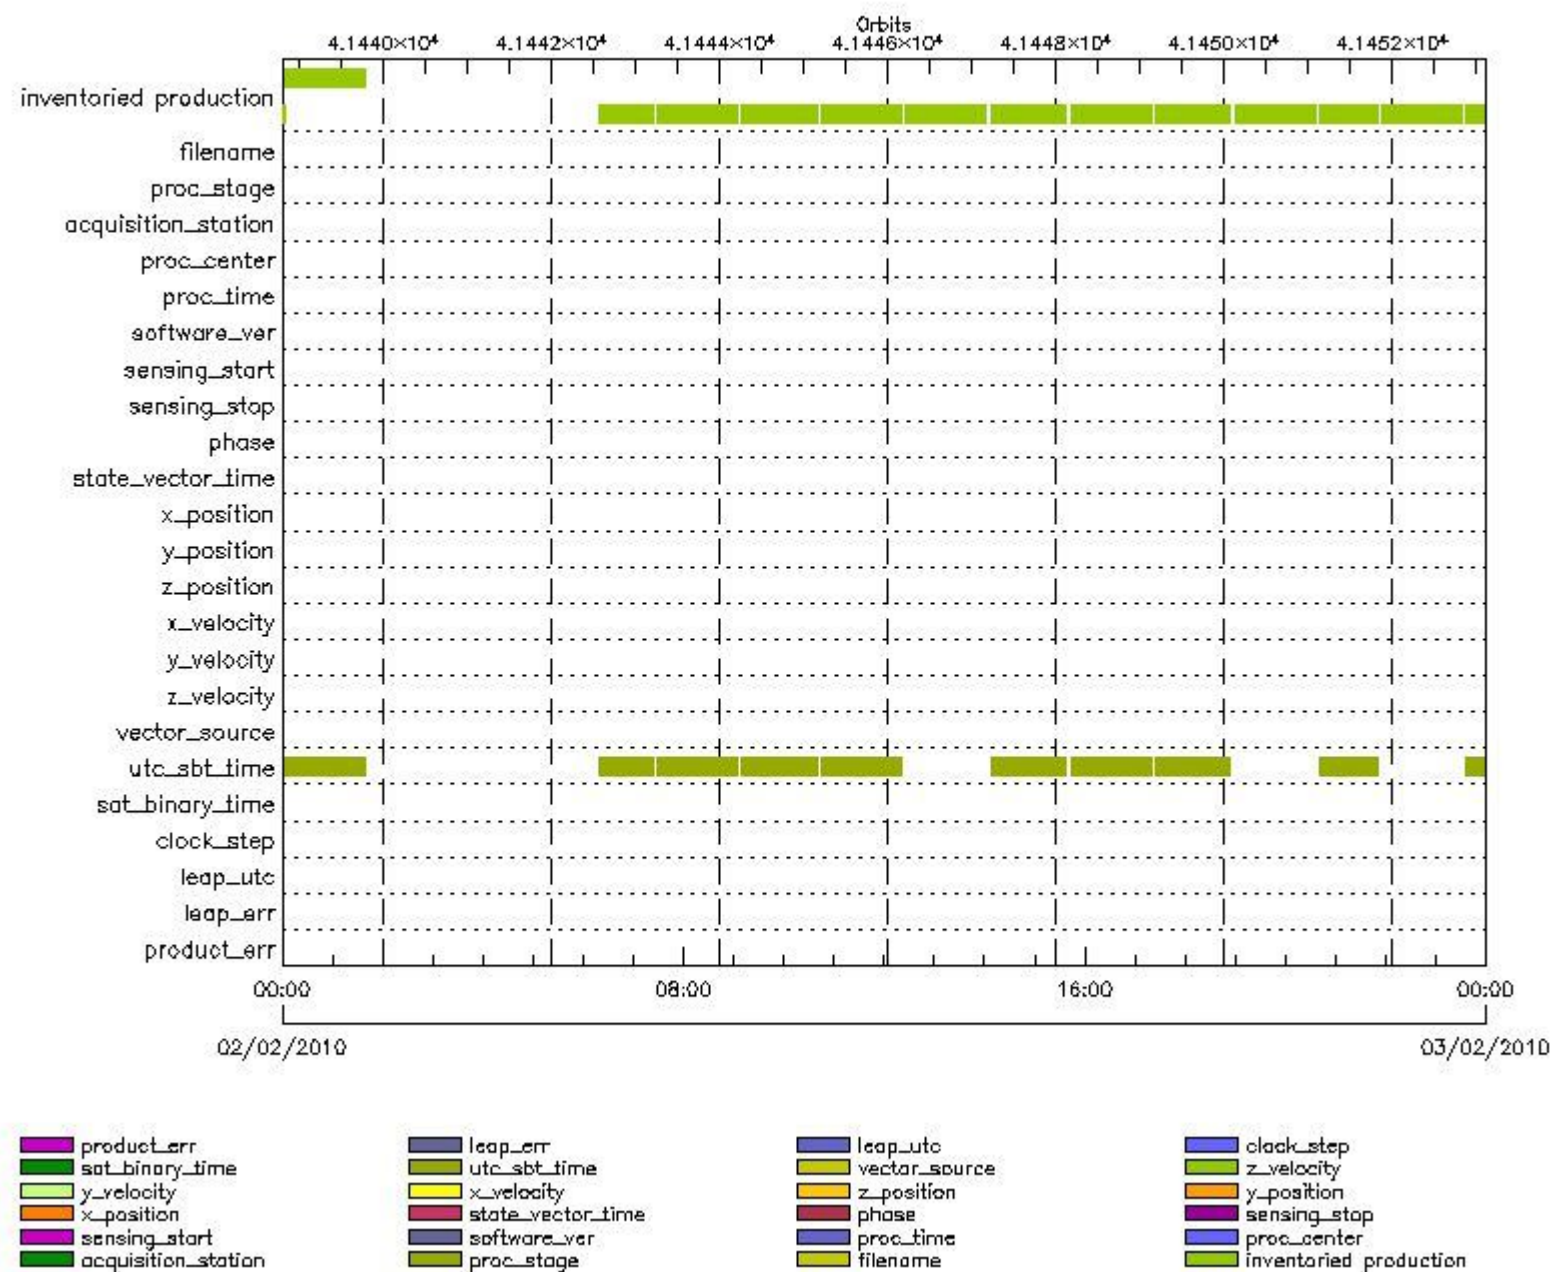 Orbits
4.1440×10⁴ 4.1442×10⁴ 4.1444×10⁴ 4.1446×10⁴ 4.1448×10⁴ 4.1450×10⁴ 4.1452×10⁴
inventoried production
filename
proc_stage
acquisition_station
proc_center
proc_time
software_ver
sensing_start
sensing_stop
phase
state_vector_time
x_position
y_position
z_position
x_velocity
y_velocity
z_velocity
vector_source
utc_sbt_time
sat_binary_time
clock_step
leap_utc
leap_err
product_err
00:00 08:00 16:00 00:00
02/02/2010 03/02/2010
product_err leap_err leap_utc clock_step
sat_binary_time utc_sbt_time vector_source z_velocity
y_velocity x_velocity z_position y_position
x_position state_vector_time phase sensing_stop
sensing_start software_ver proc_time proc_center
acquisition_station proc_stage filename inventoried production